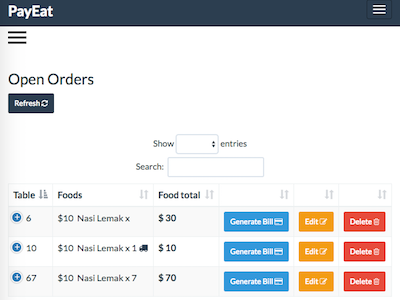 PayEat
Open Orders
Refresh
Show entries
Search:
Table Foods Food total
6 $10 Nasi Lemak x $ 30 Generate Bill Edit Delete
10 $10 Nasi Lemak x 1 $ 10 Generate Bill Edit Delete
67 $10 Nasi Lemak x 7 $ 70 Generate Bill Edit Delete